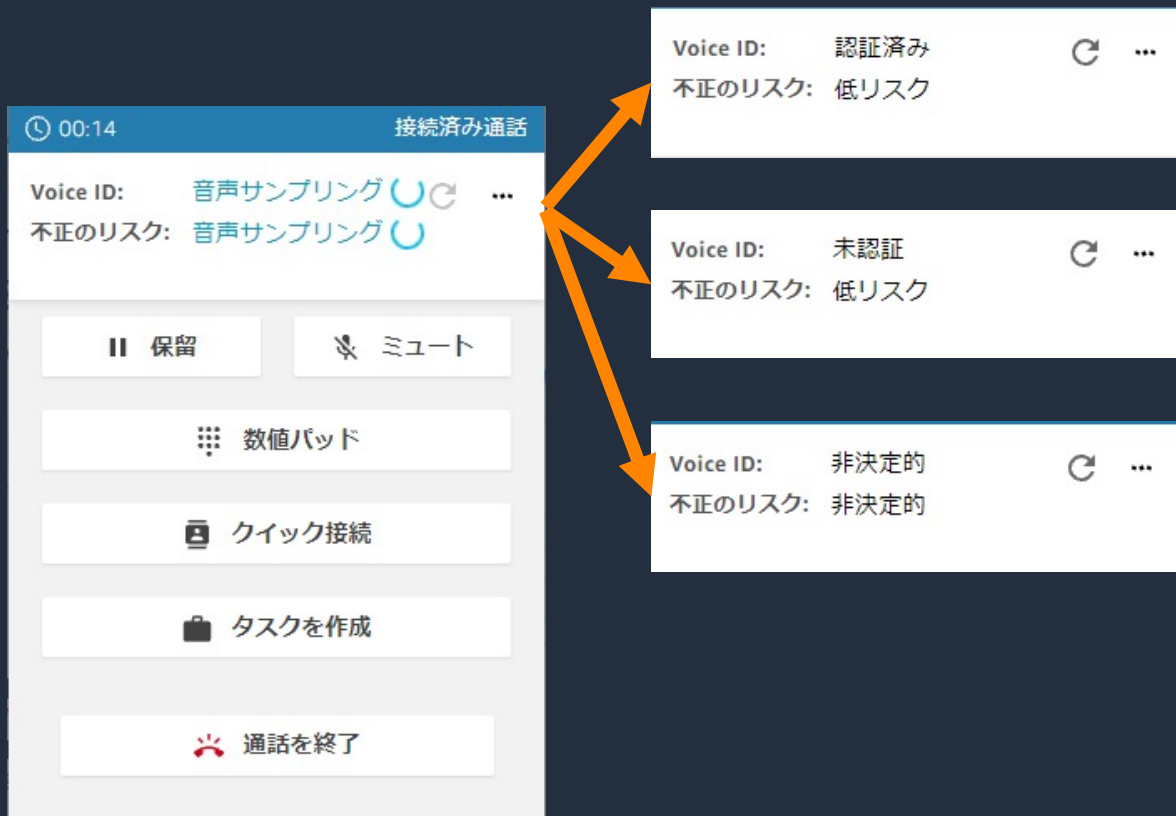 00:14 接続済み通話
Voice ID: 音声サンプリング
不正のリスク: 音声サンプリング
保留 ミュート
数値パッド
クイック接続
タスクを作成
通話を終了
Voice ID: 認証済み
不正のリスク: 低リスク
Voice ID: 未認証
不正のリスク: 低リスク
Voice ID: 非決定的
不正のリスク: 非決定的